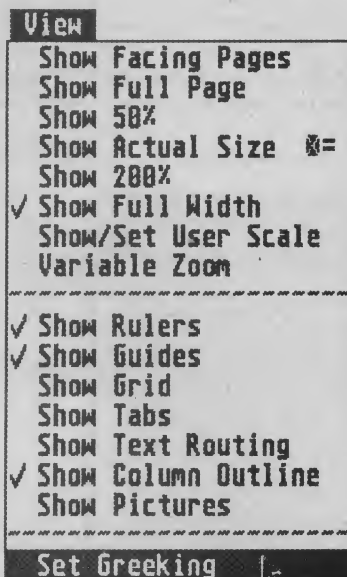 View
Show Facing Pages
Show Full Page
Show 50%
Show Actual Size =
Show 200%
√ Show Full Width
Show/Set User Scale
Variable Zoom
√ Show Rulers
√ Show Guides
Show Grid
Show Tabs
Show Text Routing
√ Show Column Outline
Show Pictures
Set Greeking